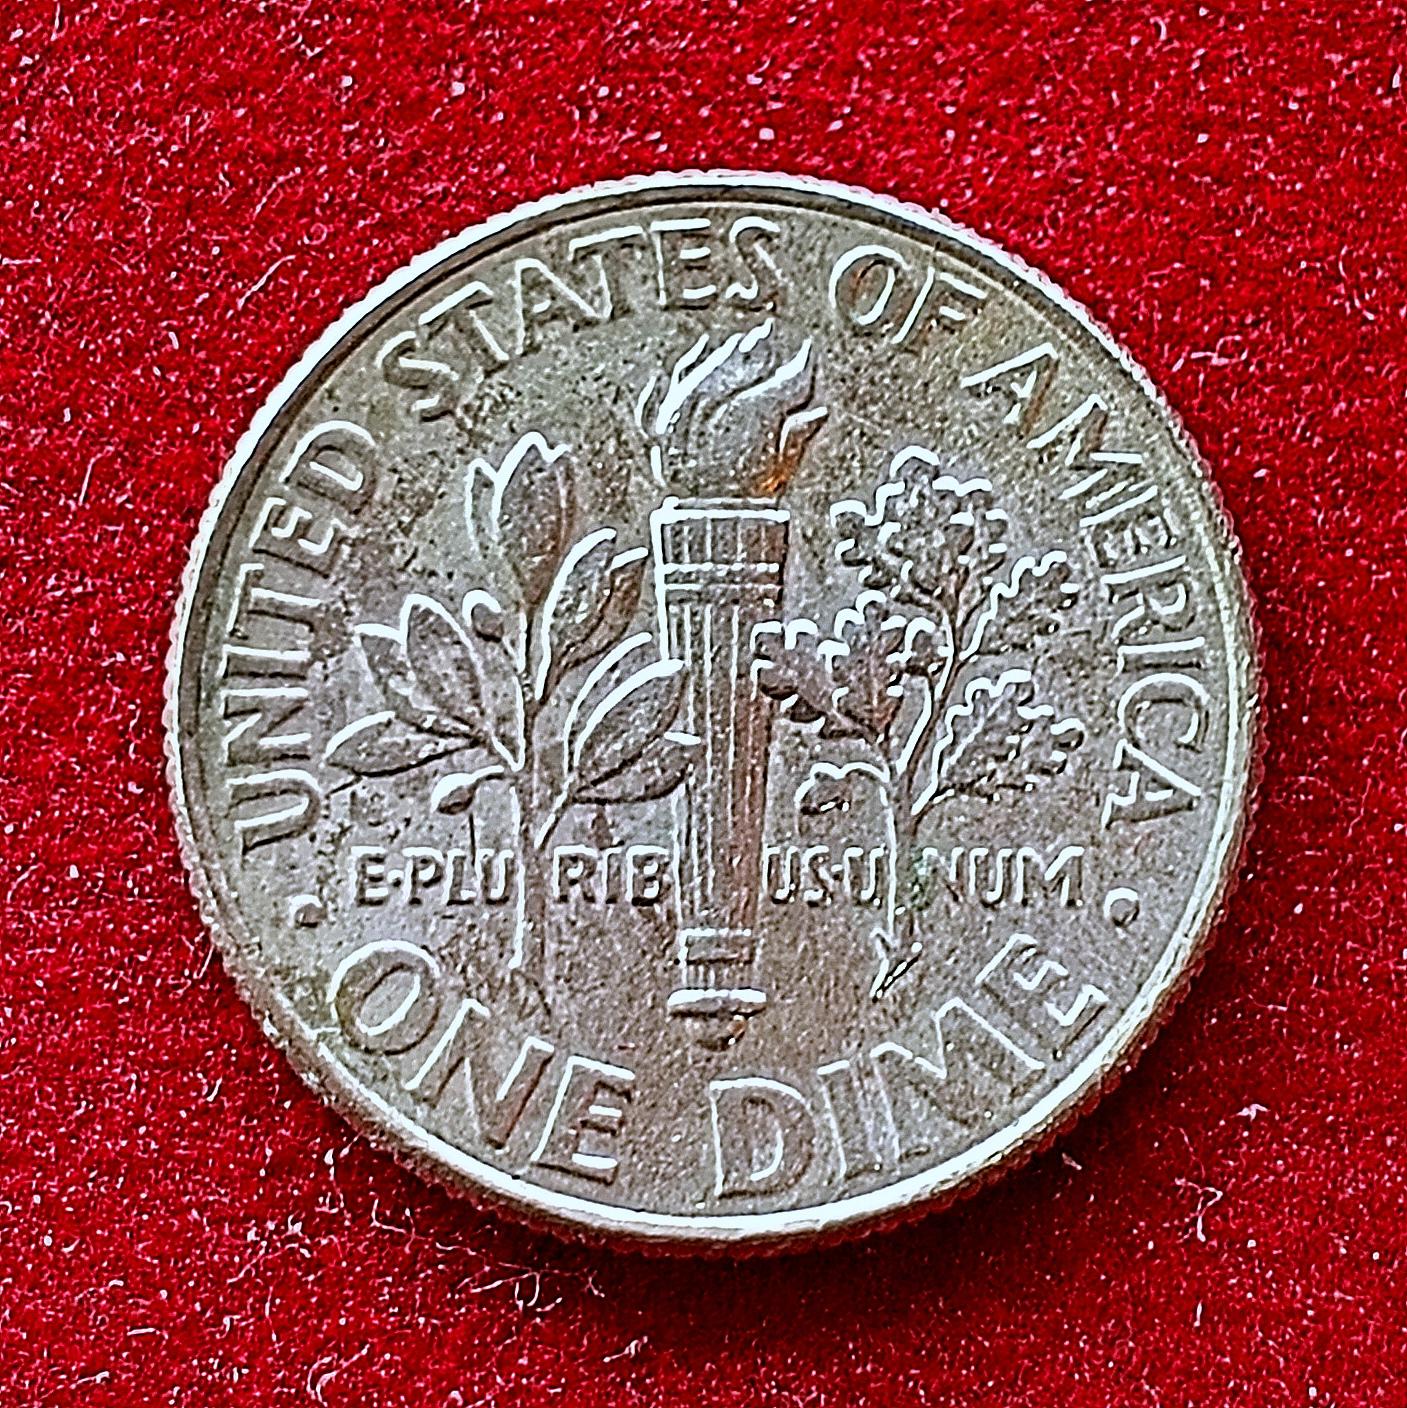 UNITED STATES OF AMERICA
E·PLURIBUS·UNUM
ONE DIME